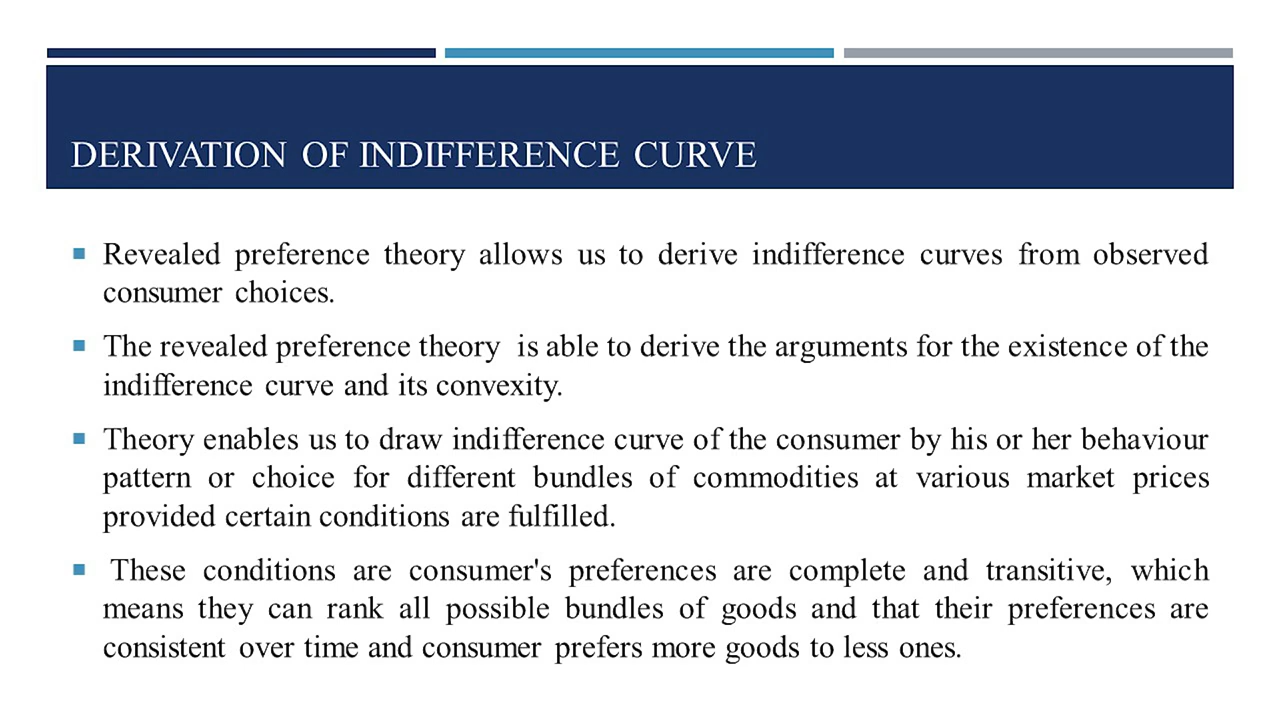 DERIVATION OF INDIFFERENCE CURVE
Revealed preference theory allows us to derive indifference curves from observed
consumer choices.
The revealed preference theory  is able to derive the arguments for the existence of the
indifference curve and its convexity.
Theory enables us to draw indifference curve of the consumer by his or her behaviour
pattern or choice for different bundles of commodities at various market prices
provided certain conditions are fulfilled.
These conditions are consumer's preferences are complete and transitive, which
means they can rank all possible bundles of goods and that their preferences are
consistent over time and consumer prefers more goods to less ones.